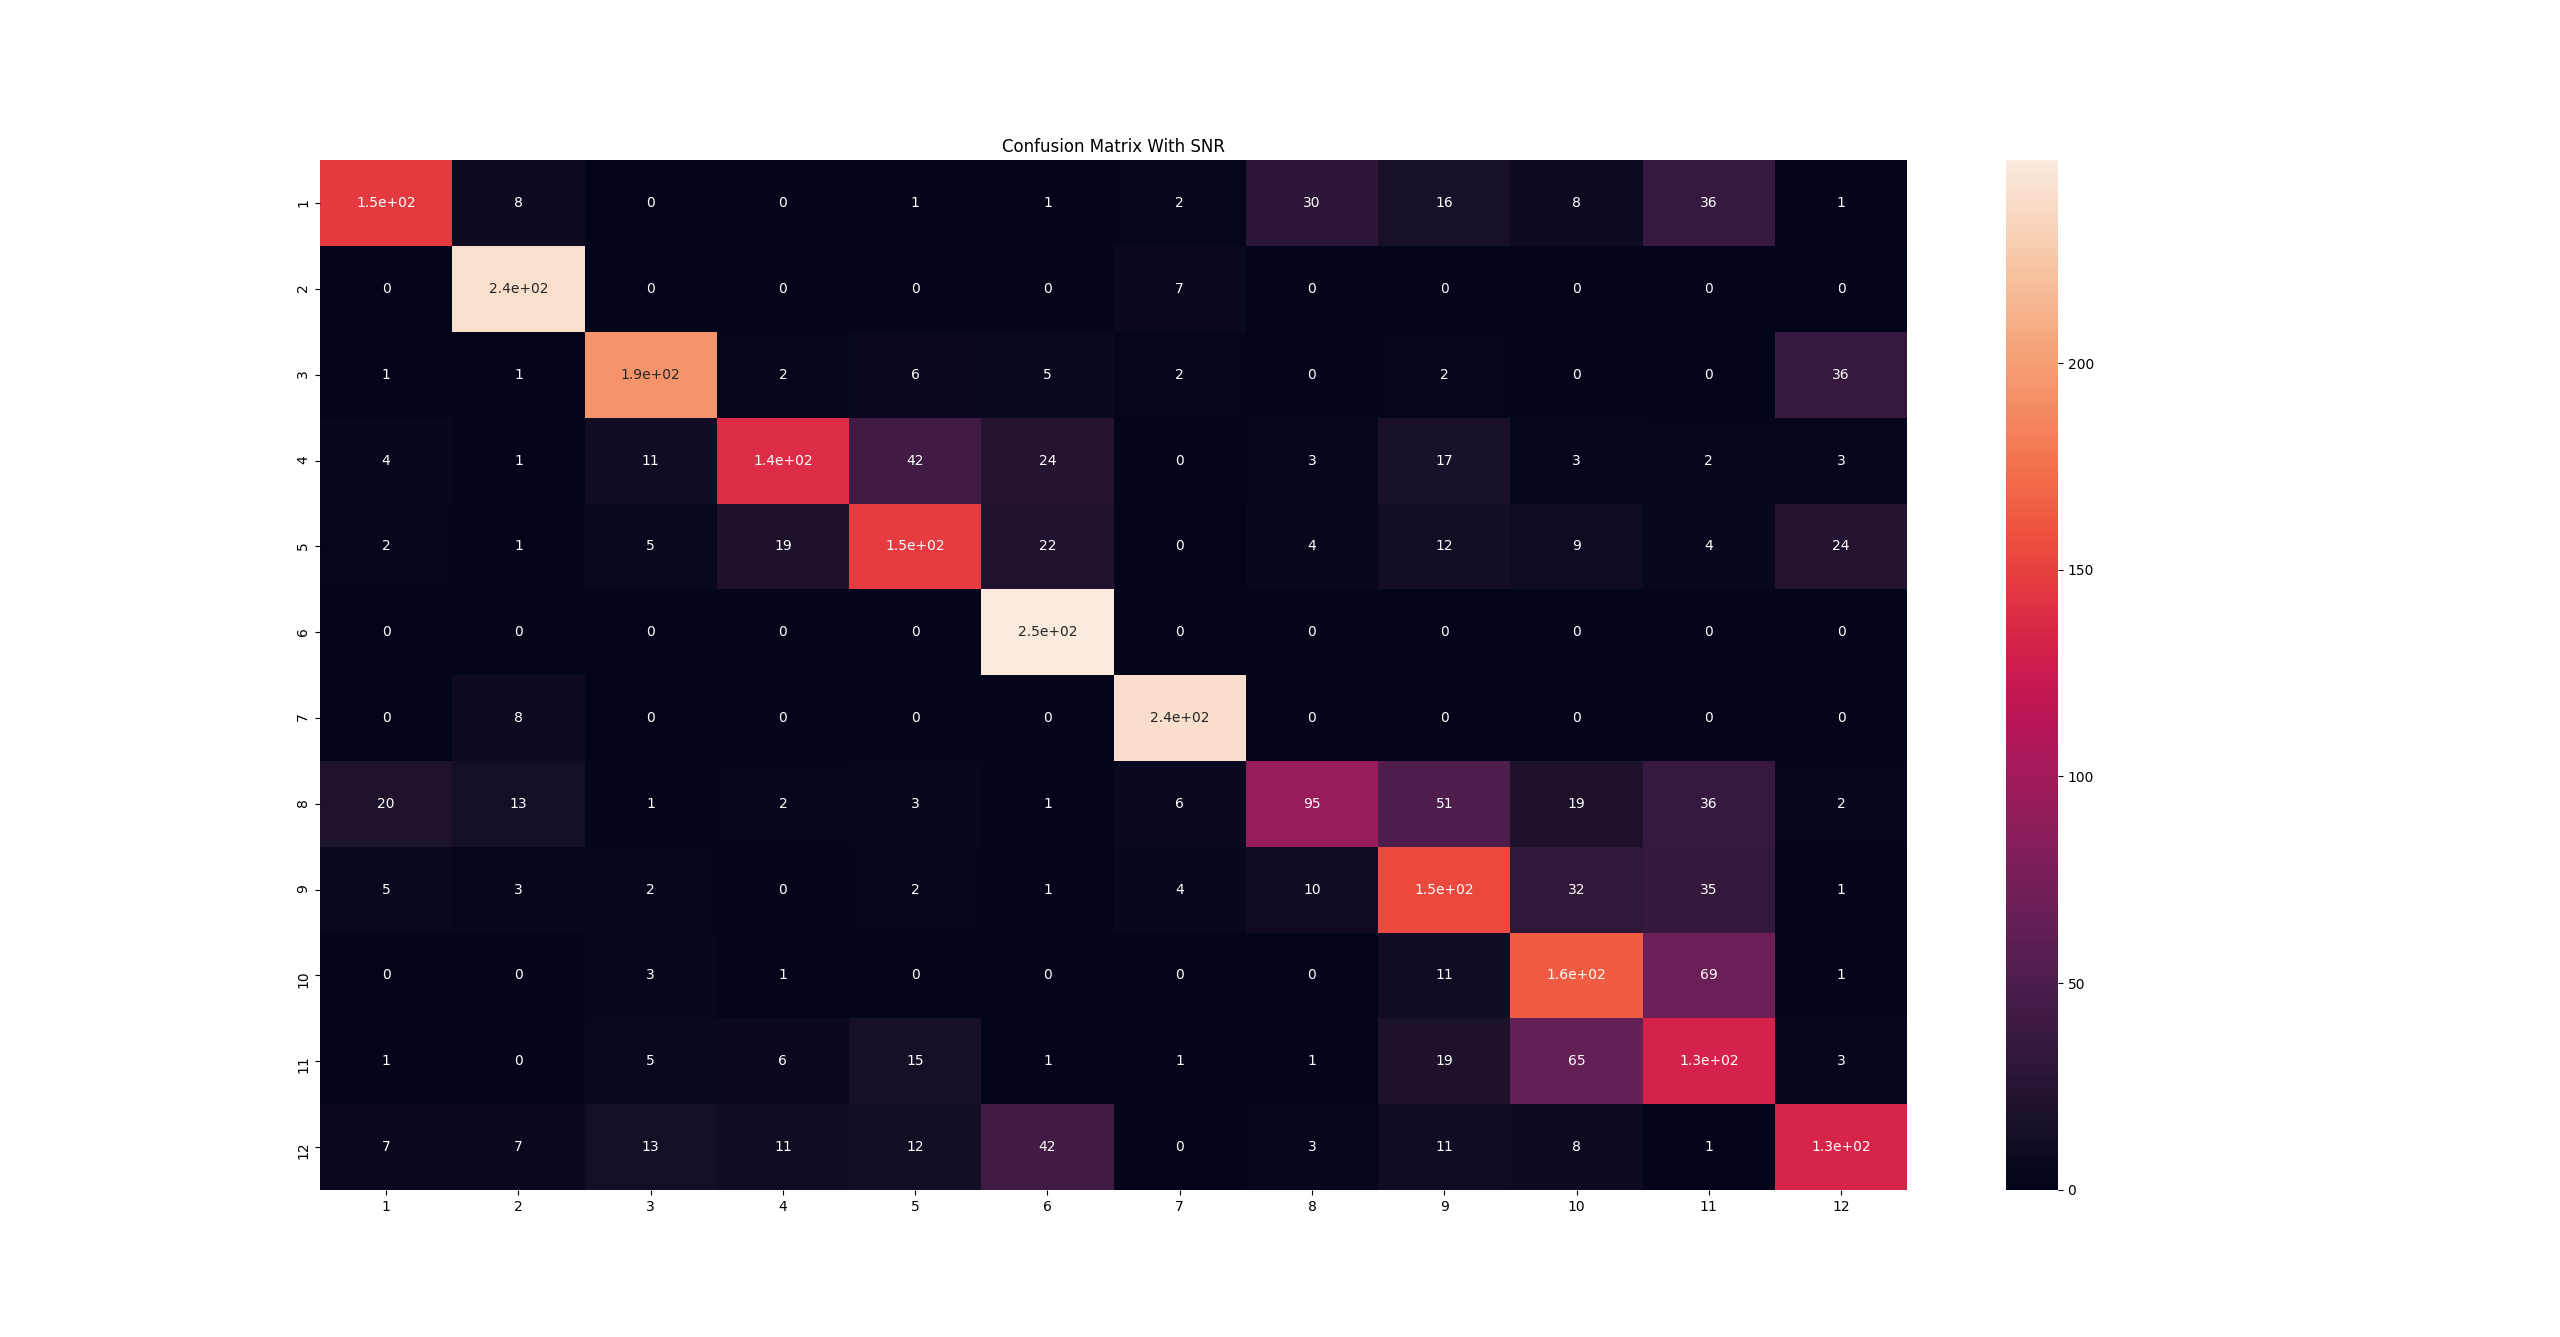 Confusion Matrix With SNR
1 1.5e+02 8 0 0 1 1 2 30 16 8 36 1
2 0 2.4e+02 0 0 0 0 7 0 0 0 0 0
3 1 1 1.9e+02 2 6 5 2 0 2 0 0 36
4 4 1 11 1.4e+02 42 24 0 3 17 3 2 3
5 2 1 5 19 1.5e+02 22 0 4 12 9 4 24
6 0 0 0 0 0 2.5e+02 0 0 0 0 0 0
7 0 8 0 0 0 0 2.4e+02 0 0 0 0 0
8 20 13 1 2 3 1 6 95 51 19 36 2
9 5 3 2 0 2 1 4 10 1.5e+02 32 35 1
10 0 0 3 1 0 0 0 0 11 1.6e+02 69 1
11 1 0 5 6 15 1 1 1 19 65 1.3e+02 3
12 7 7 13 11 12 42 0 3 11 8 1 1.3e+02
1 2 3 4 5 6 7 8 9 10 11 12
200
150
100
50
0